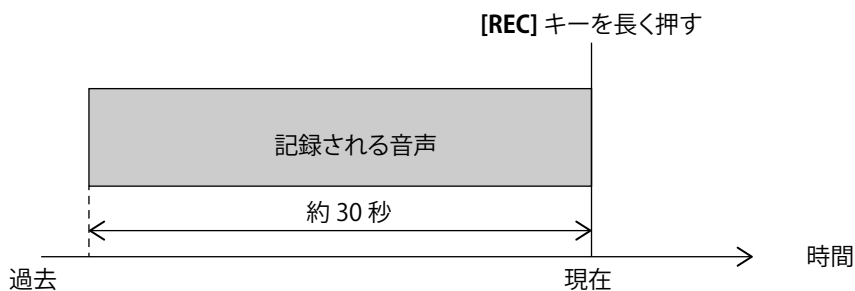 [REC] キーを長く押す
記録される音声
約 30 秒
時間
過去
現在